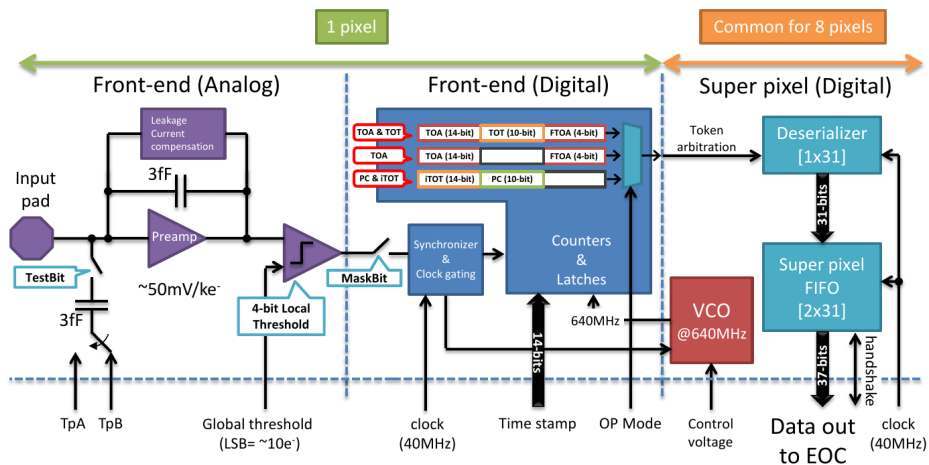 1 pixel
Common for 8 pixels
Front-end (Analog)
Front-end (Digital)
Super pixel (Digital)
Leakage
Current
compensation
3fF
Input
pad
Preamp
TestBit
~50mV/ke-
3fF
4-bit Local
Threshold
MaskBit
TOA & TOT
TOA (14-bit)
TOT (10-bit)
FTOA (4-bit)
TOA
TOA (14-bit)
FTOA (4-bit)
PC & iTOT
iTOT (14-bit)
PC (10-bit)
Synchronizer
&
Clock gating
Counters
&
Latches
640MHz
14-bits
Token
arbitration
Deserializer
[1x31]
31-bits
Super pixel
FIFO
[2x31]
VCO
@640MHz
37-bits
handshake
TpA
TpB
Global threshold
(LSB= ~10e-)
clock
(40MHz)
Time stamp
OP Mode
Control
voltage
Data out
to EOC
clock
(40MHz)